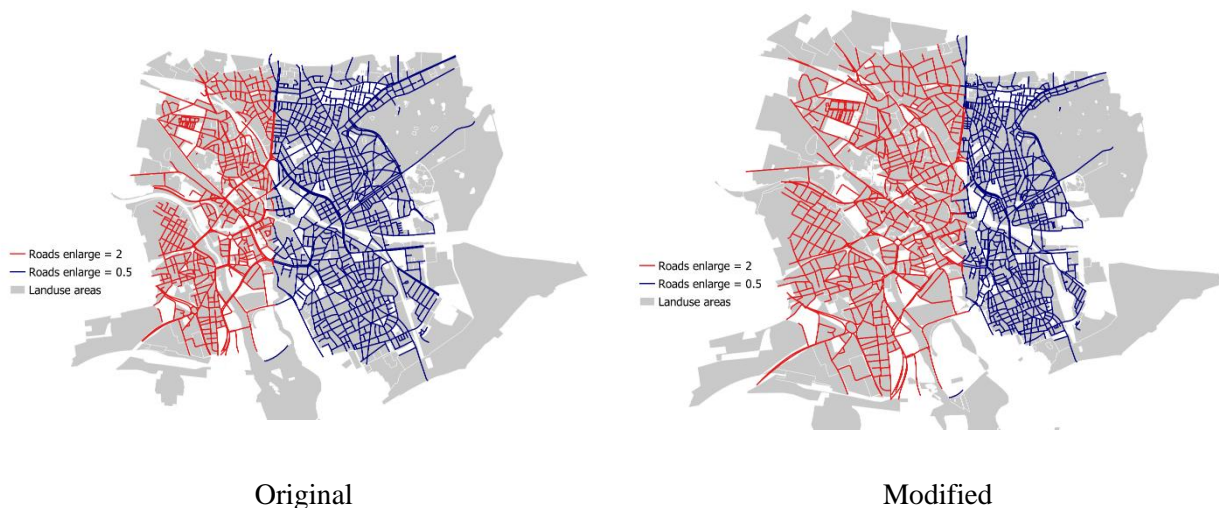 Roads enlarge = 2
Roads enlarge = 0.5
Landuse areas
Roads enlarge = 2
Roads enlarge = 0.5
Landuse areas
Original
Modified